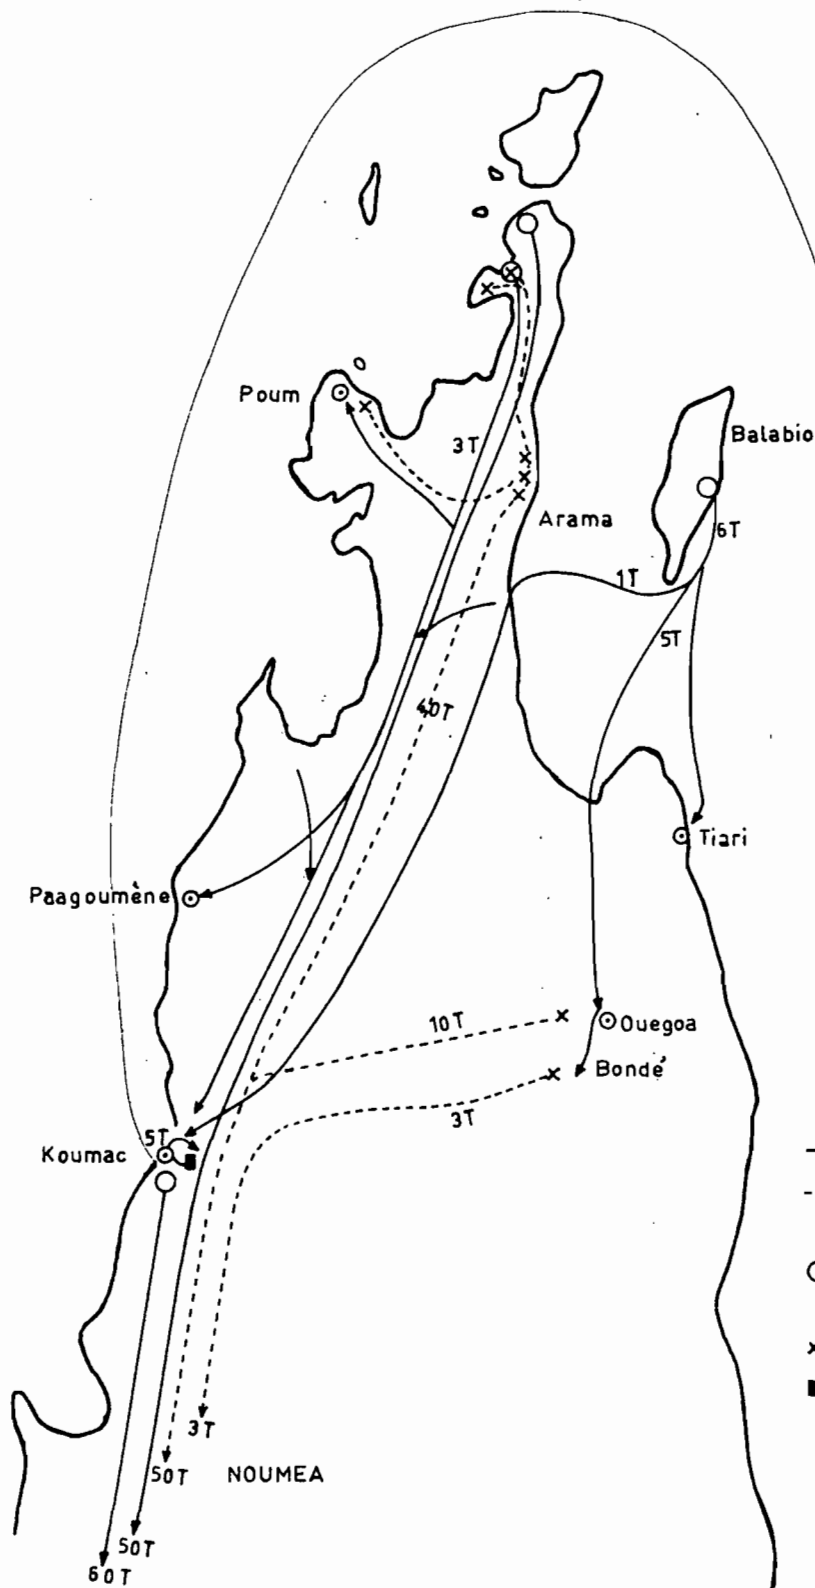 Poum
3T
Balabio
Arama
6T
1T
5T
40T
Tiari
Paagoumène
10T
Ouegoa
Bondé
3T
5T
Koumac
3T
50T
NOUMEA
50T
60T